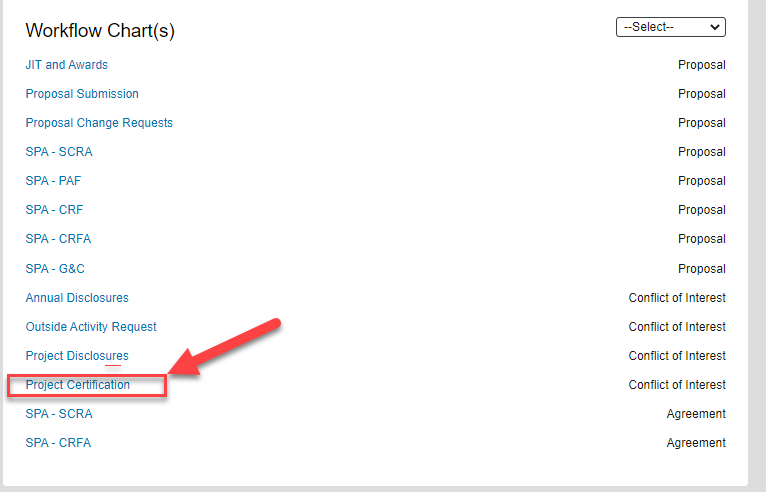 Workflow Chart(s) --Select--
JIT and Awards Proposal
Proposal Submission Proposal
Proposal Change Requests Proposal
SPA - SCRA Proposal
SPA - PAF Proposal
SPA - CRF Proposal
SPA - CRFA Proposal
SPA - G&C Proposal
Annual Disclosures Conflict of Interest
Outside Activity Request Conflict of Interest
Project Disclosures Conflict of Interest
Project Certification Conflict of Interest
SPA - SCRA Agreement
SPA - CRFA Agreement